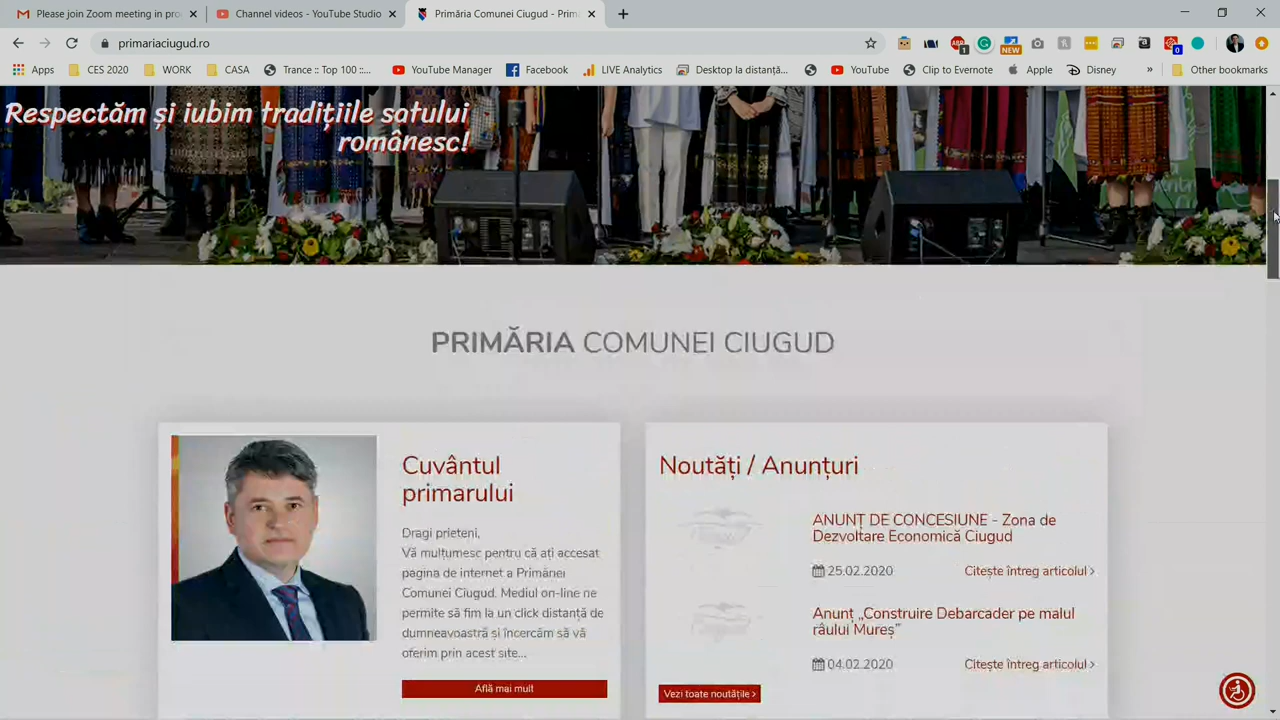 Please join Zoom meeting in pro
Channel videos - YouTube Studio
Primăria Comunei Ciugud - Prim
primariaciugud.ro
NEW
1
0
Apps
CES 2020
WORK
CASA
Trance :: Top 100 ::...
YouTube Manager
Facebook
LIVE Analytics
Desktop la distanță...
YouTube
Clip to Evernote
Apple
Disney
»
Other bookmarks
Respectăm și iubim tradițiile satului
românesc!
PRIMĂRIA COMUNEI CIUGUD
Cuvântul
primarului
Dragi prieteni,
Vă mulțumesc pentru că ați accesat
pagina de internet a Primăriei
Comunei Ciugud. Mediul on-line ne
permite să fim la un click distanță de
dumneavoastră și încercăm să vă
oferim prin acest site...
Află mai mult
Noutăți / Anunțuri
ANUNȚ DE CONCESIUNE - Zona de
Dezvoltare Economică Ciugud
25.02.2020
Citește întreg articolul >
Anunț „Construire Debarcader pe malul
râului Mureș”
04.02.2020
Citește întreg articolul >
Vezi toate noutățile >